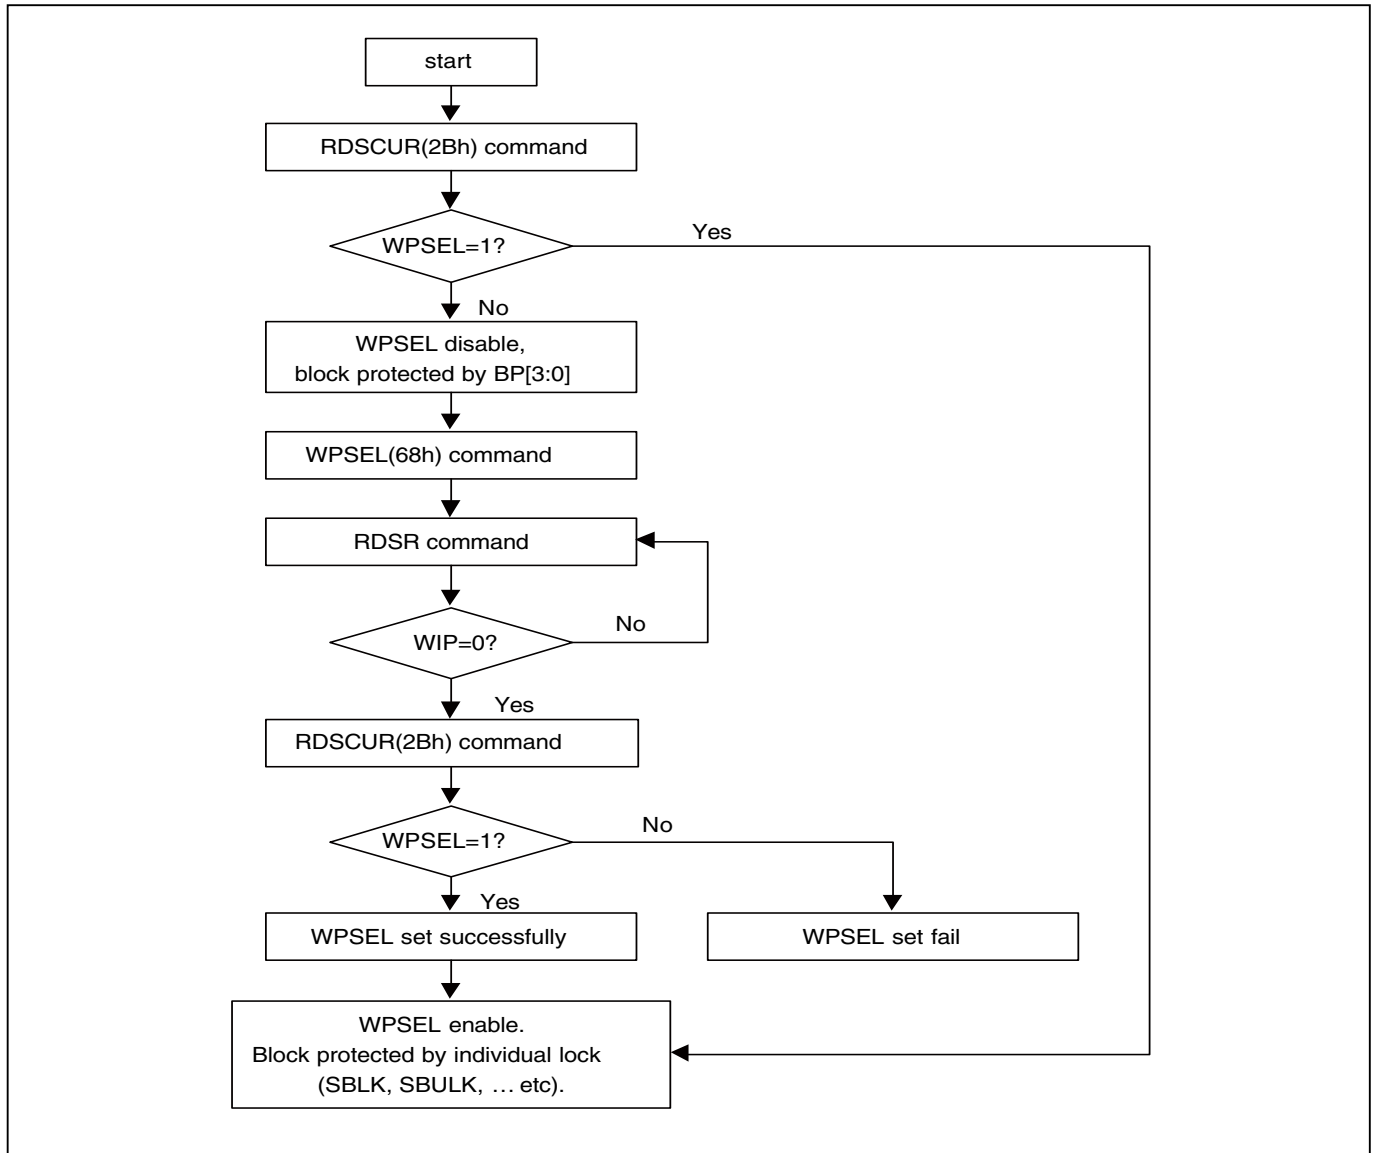 start
RDSCUR(2Bh) command
WPSEL=1?
Yes
No
WPSEL disable,
block protected by BP[3:0]
WPSEL(68h) command
RDSR command
WIP=0?
No
Yes
RDSCUR(2Bh) command
WPSEL=1?
No
Yes
WPSEL set successfully
WPSEL set fail
WPSEL enable.
Block protected by individual lock
(SBLK, SBULK, … etc).